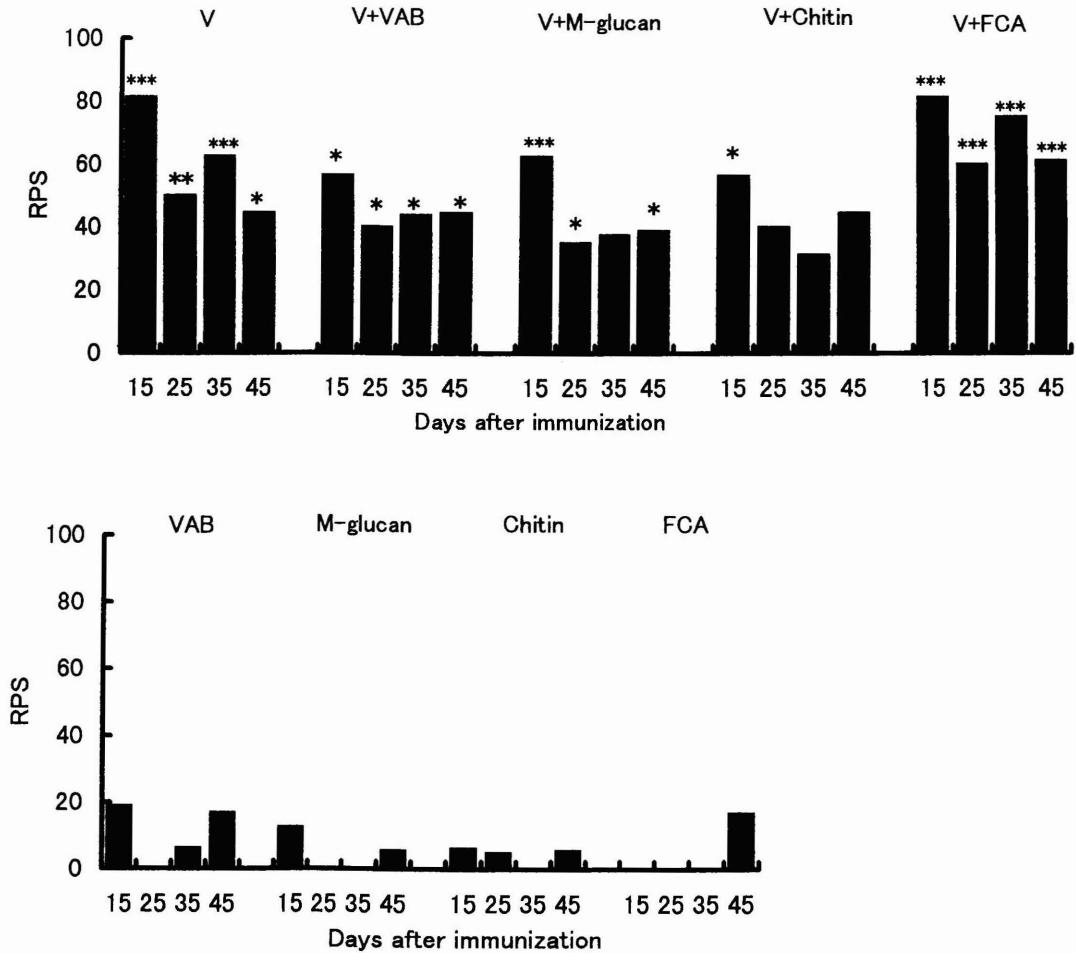 V V+VAB V+M-glucan V+Chitin V+FCA
100
80
60
40
20
0
RPS
*** ** *** *
* * * *
*** * *
*
*** *** *** ***
15 25 35 45 15 25 35 45 15 25 35 45 15 25 35 45 15 25 35 45
Days after immunization
VAB M-glucan Chitin FCA
100
80
60
40
20
0
RPS
15 25 35 45 15 25 35 45 15 25 35 45 15 25 35 45
Days after immunization